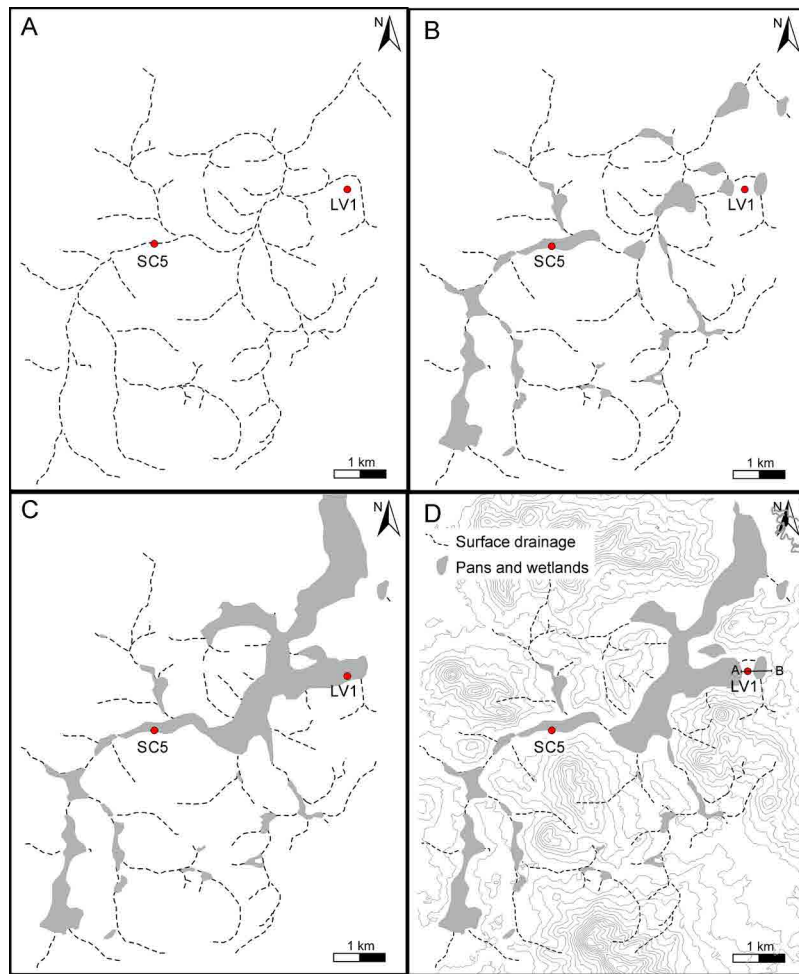 A
N
LV1
SC5
1 km
B
N
LV1
SC5
1 km
C
N
LV1
SC5
1 km
D
N
Surface drainage
Pans and wetlands
A B
LV1
SC5
1 km